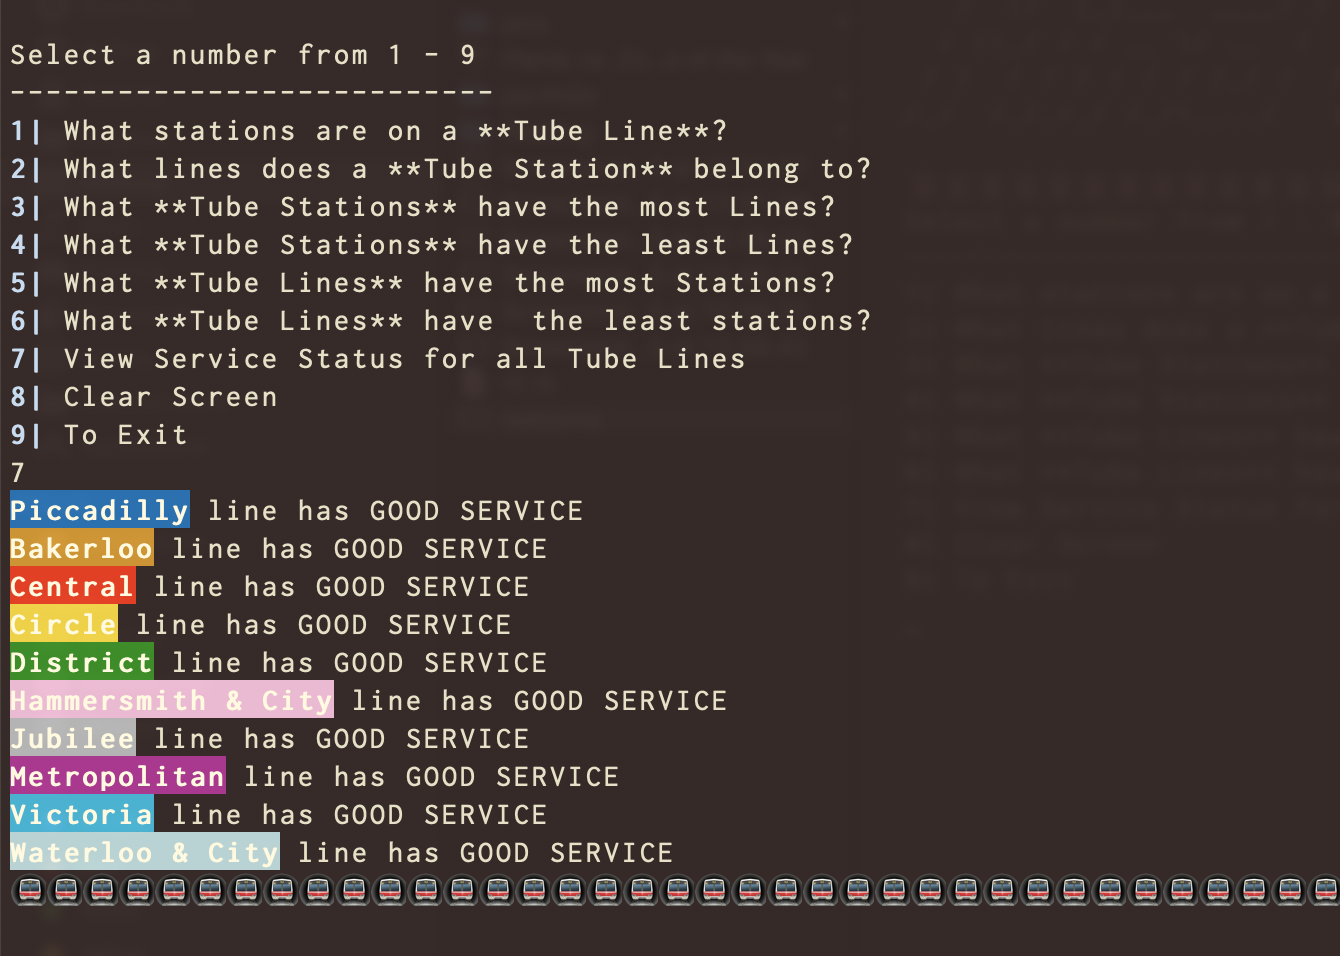 Select a number from 1 - 9
---------------------------
1| What stations are on a **Tube Line**?
2| What lines does a **Tube Station** belong to?
3| What **Tube Stations** have the most Lines?
4| What **Tube Stations** have the least Lines?
5| What **Tube Lines** have the most Stations?
6| What **Tube Lines** have  the least stations?
7| View Service Status for all Tube Lines
8| Clear Screen
9| To Exit
7
Piccadilly line has GOOD SERVICE
Bakerloo line has GOOD SERVICE
Central line has GOOD SERVICE
Circle line has GOOD SERVICE
District line has GOOD SERVICE
Hammersmith & City line has GOOD SERVICE
Jubilee line has GOOD SERVICE
Metropolitan line has GOOD SERVICE
Victoria line has GOOD SERVICE
Waterloo & City line has GOOD SERVICE